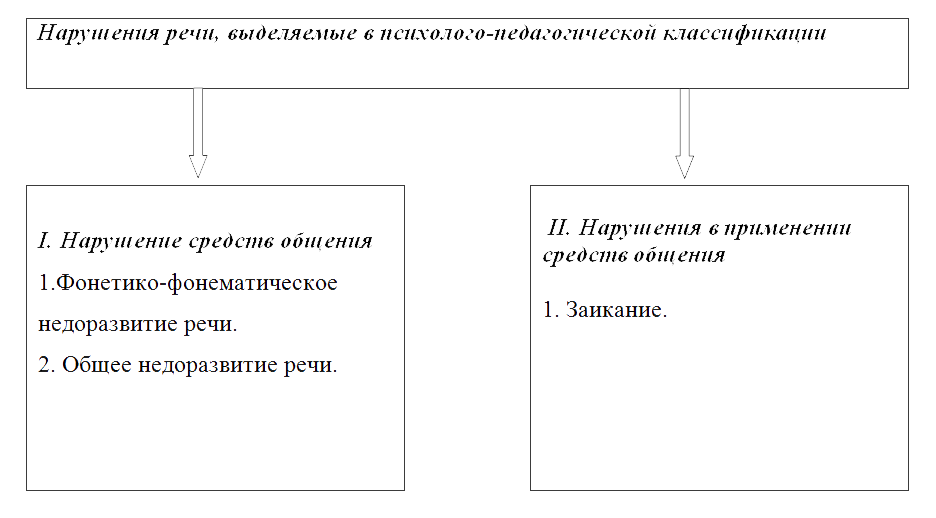 Нарушения речи, выделяемые в психолого-педагогической классификации
I. Нарушение средств общения
1.Фонетико-фонематическое
недоразвитие речи.
2. Общее недоразвитие речи.
II. Нарушения в применении
средств общения
1. Заикание.